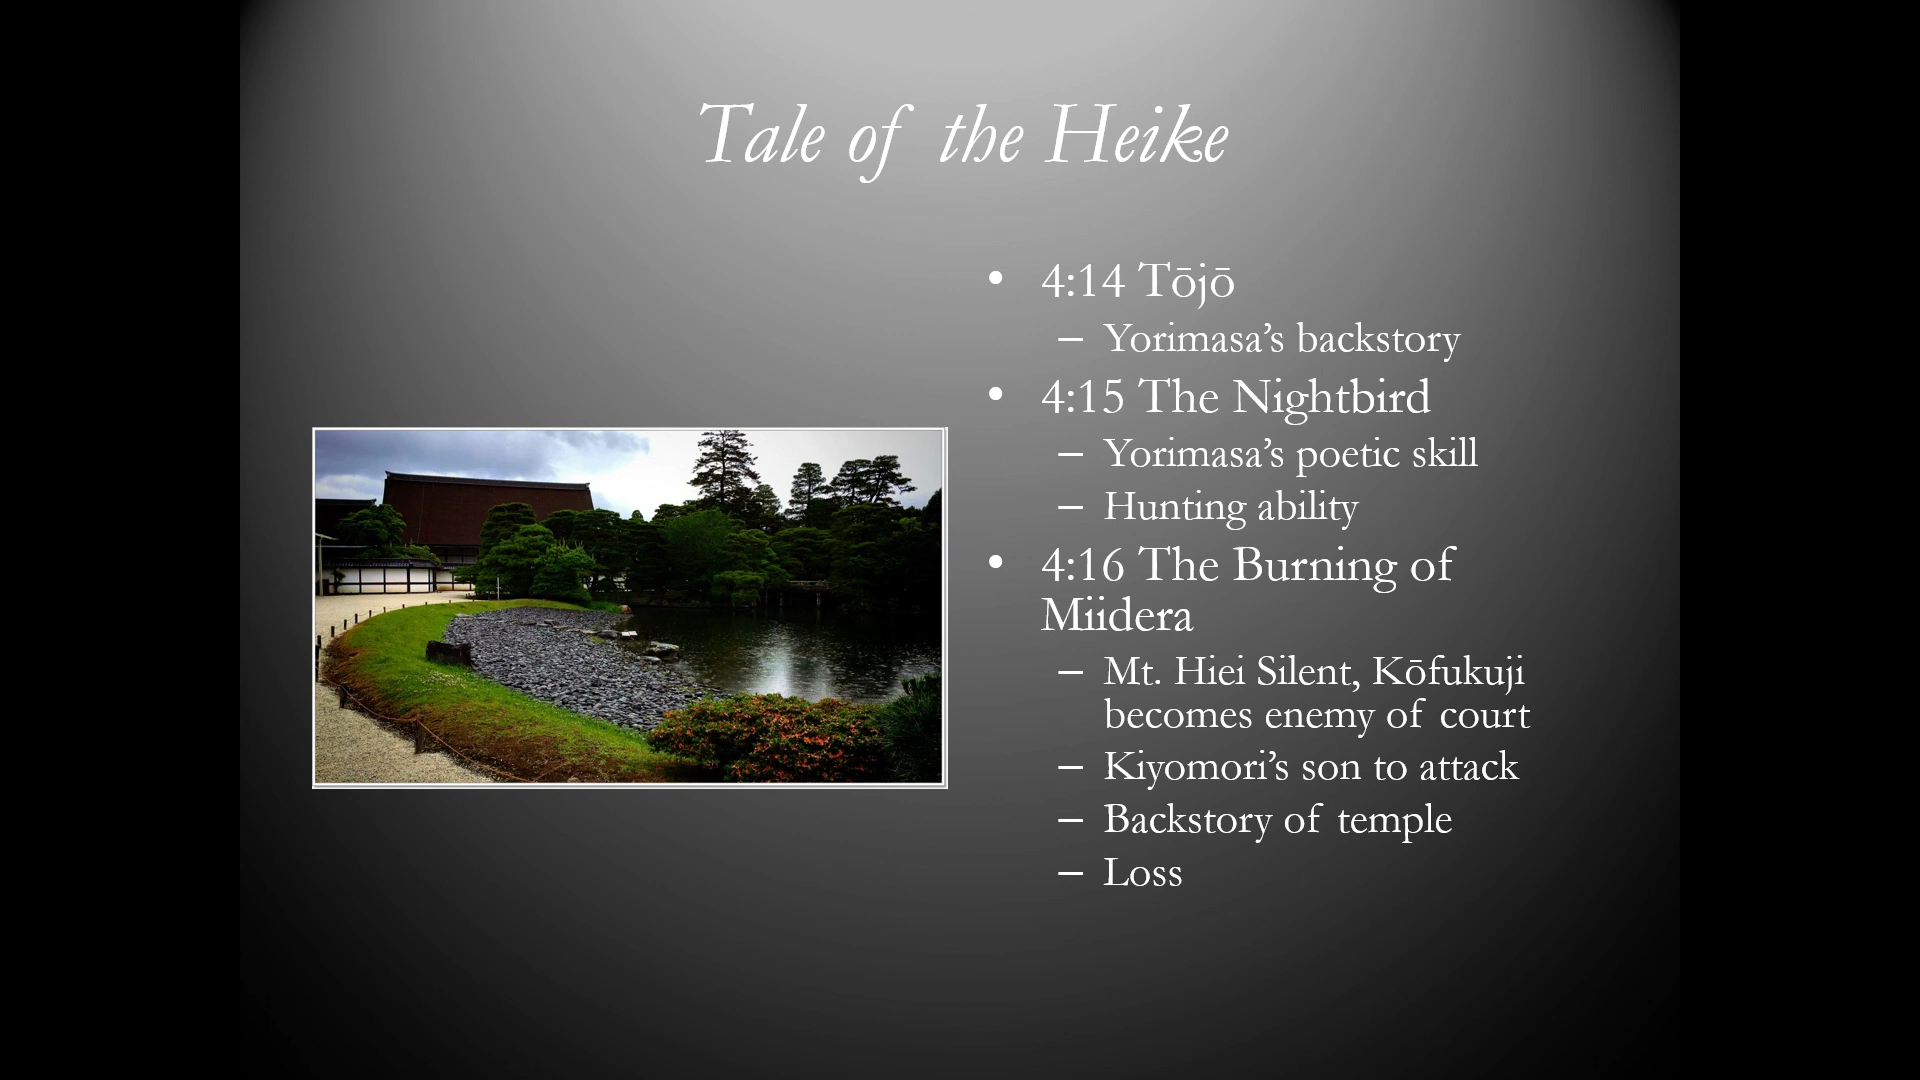 Tale of the Heike
• 4:14 Tōjō
– Yorimasa’s backstory
• 4:15 The Nightbird
– Yorimasa’s poetic skill
– Hunting ability
• 4:16 The Burning of
Miidera
– Mt. Hiei Silent, Kōfukuji
becomes enemy of court
– Kiyomori’s son to attack
– Backstory of temple
– Loss